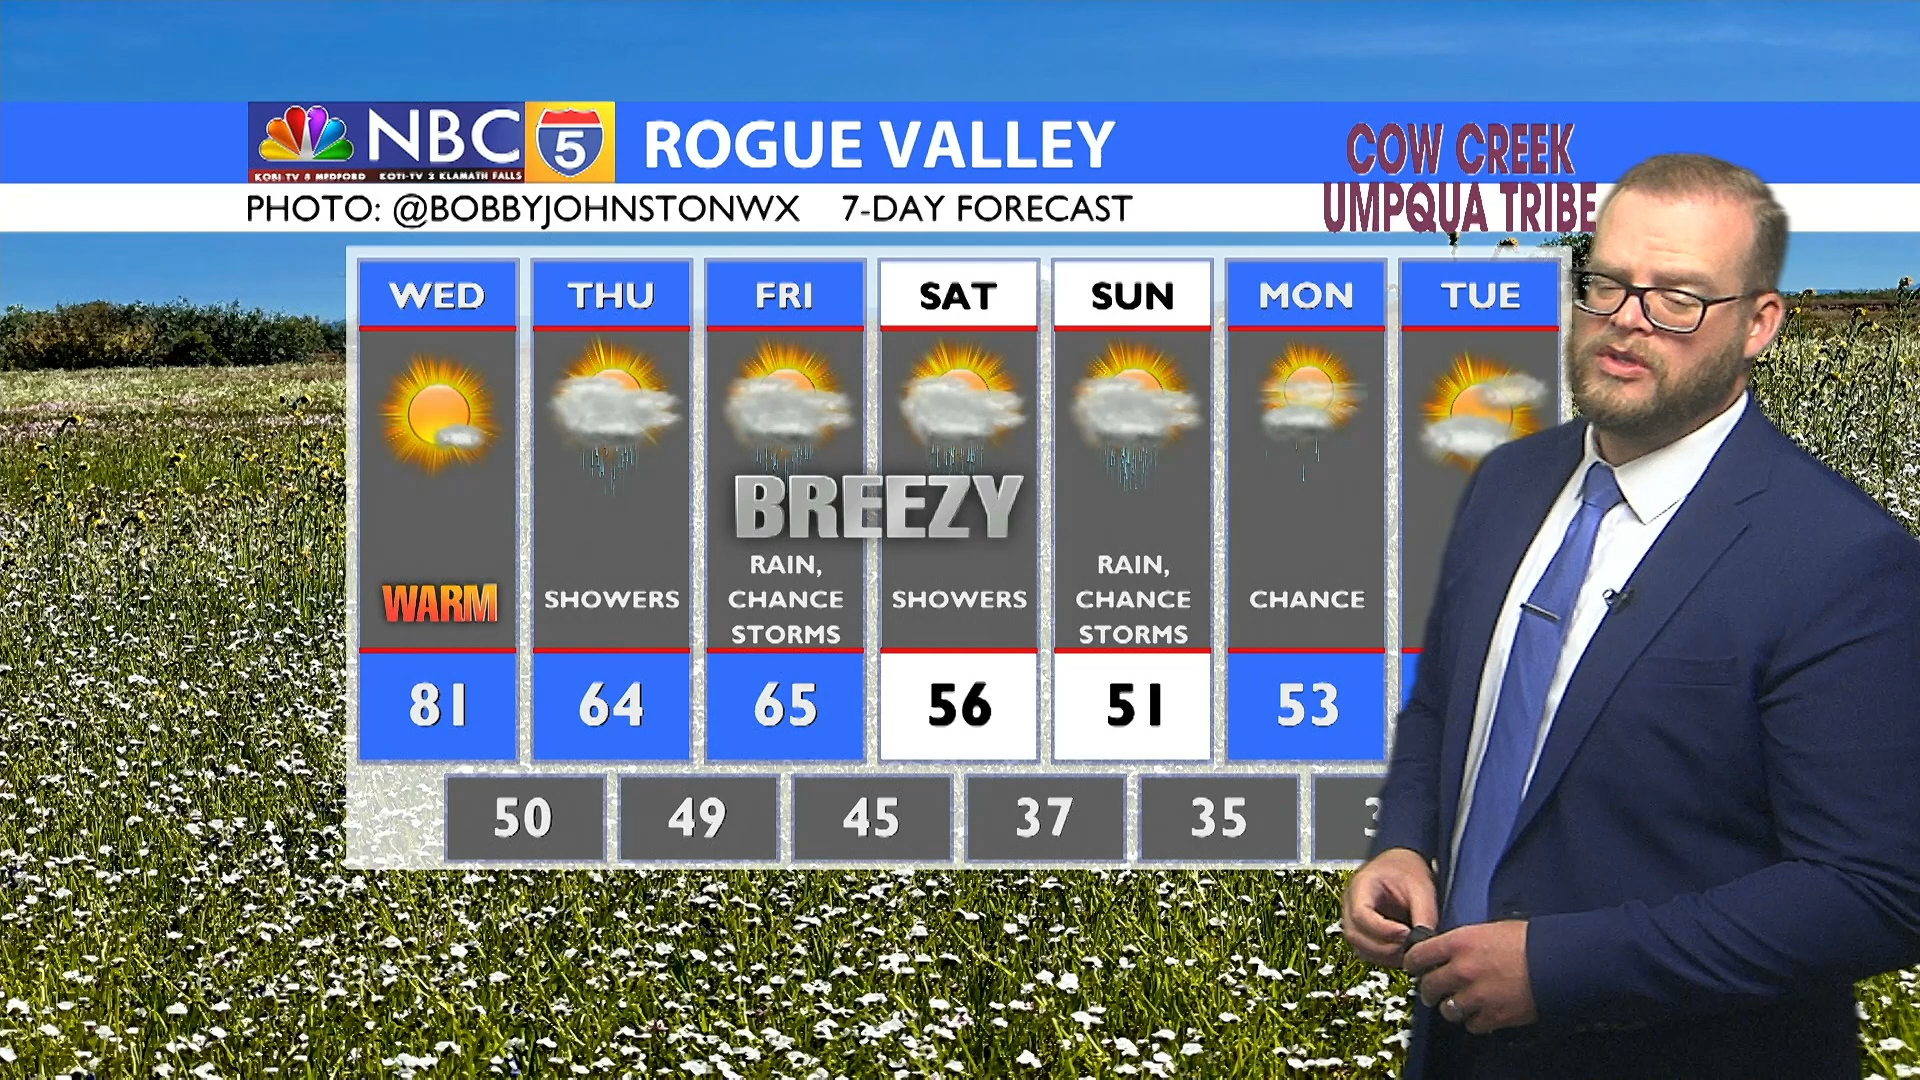 NBC 5
KOBI-TV 5 MEDFORD KOTI-TV 2 KLAMATH FALLS
ROGUE VALLEY
COW CREEK
UMPQUA TRIBE
PHOTO: @BOBBYJOHNSTONWX 7-DAY FORECAST
WED THU FRI SAT SUN MON TUE
BREEZY
WARM
SHOWERS
RAIN,
CHANCE
STORMS
SHOWERS
RAIN,
CHANCE
STORMS
CHANCE
81 64 65 56 51 53
50 49 45 37 35